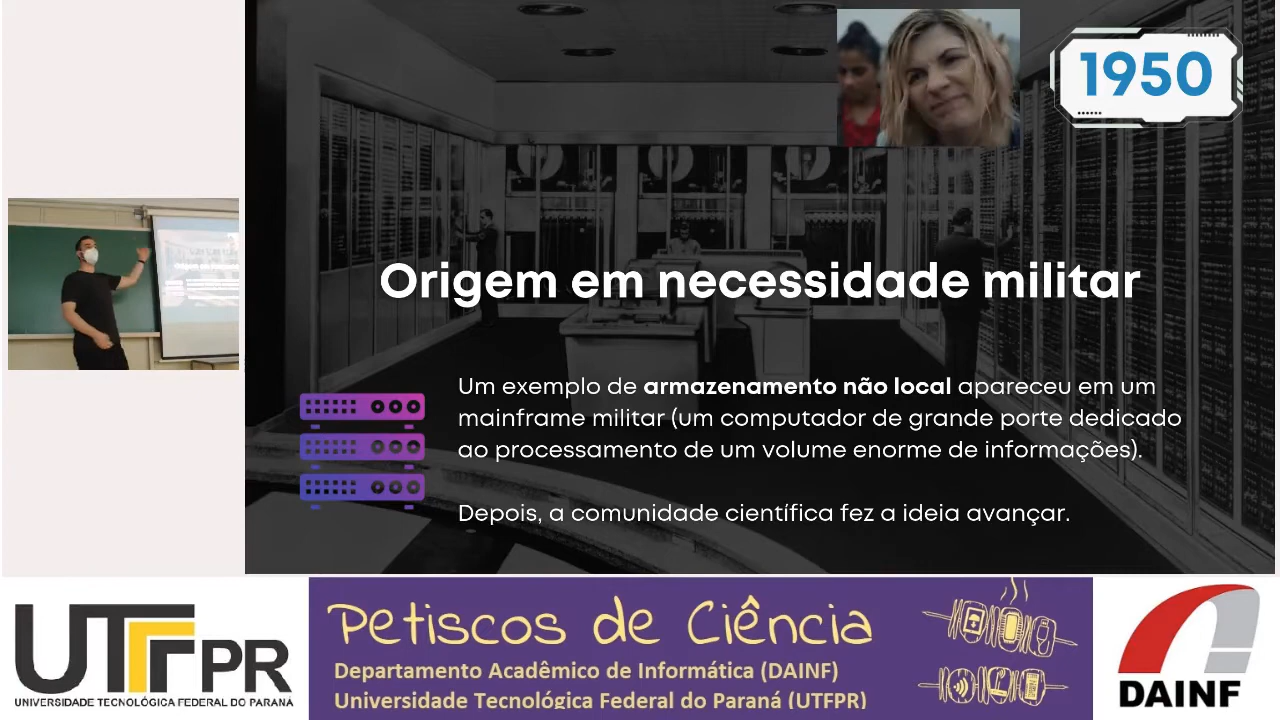 1950
Origem em necessidade militar
Um exemplo de armazenamento não local apareceu em um
mainframe militar (um computador de grande porte dedicado
ao processamento de um volume enorme de informações).
Depois, a comunidade científica fez a ideia avançar.
UTFPR
UNIVERSIDADE TECNOLÓGICA FEDERAL DO PARANÁ
Petiscos de Ciência
Departamento Acadêmico de Informática (DAINF)
Universidade Tecnológica Federal do Paraná (UTFPR)
DAINF